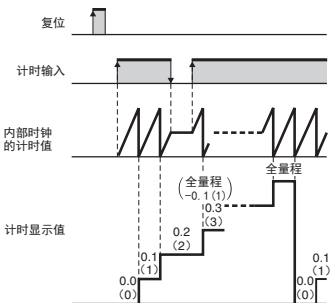 复位
计时输入
内部时钟
的计时值
全量程
(全量程
-0.1(1))
0.3
(3)
计时显示值
0.2
(2)
0.1
(1)
0.0
(0)
0.1
(1)
0.0
(0)